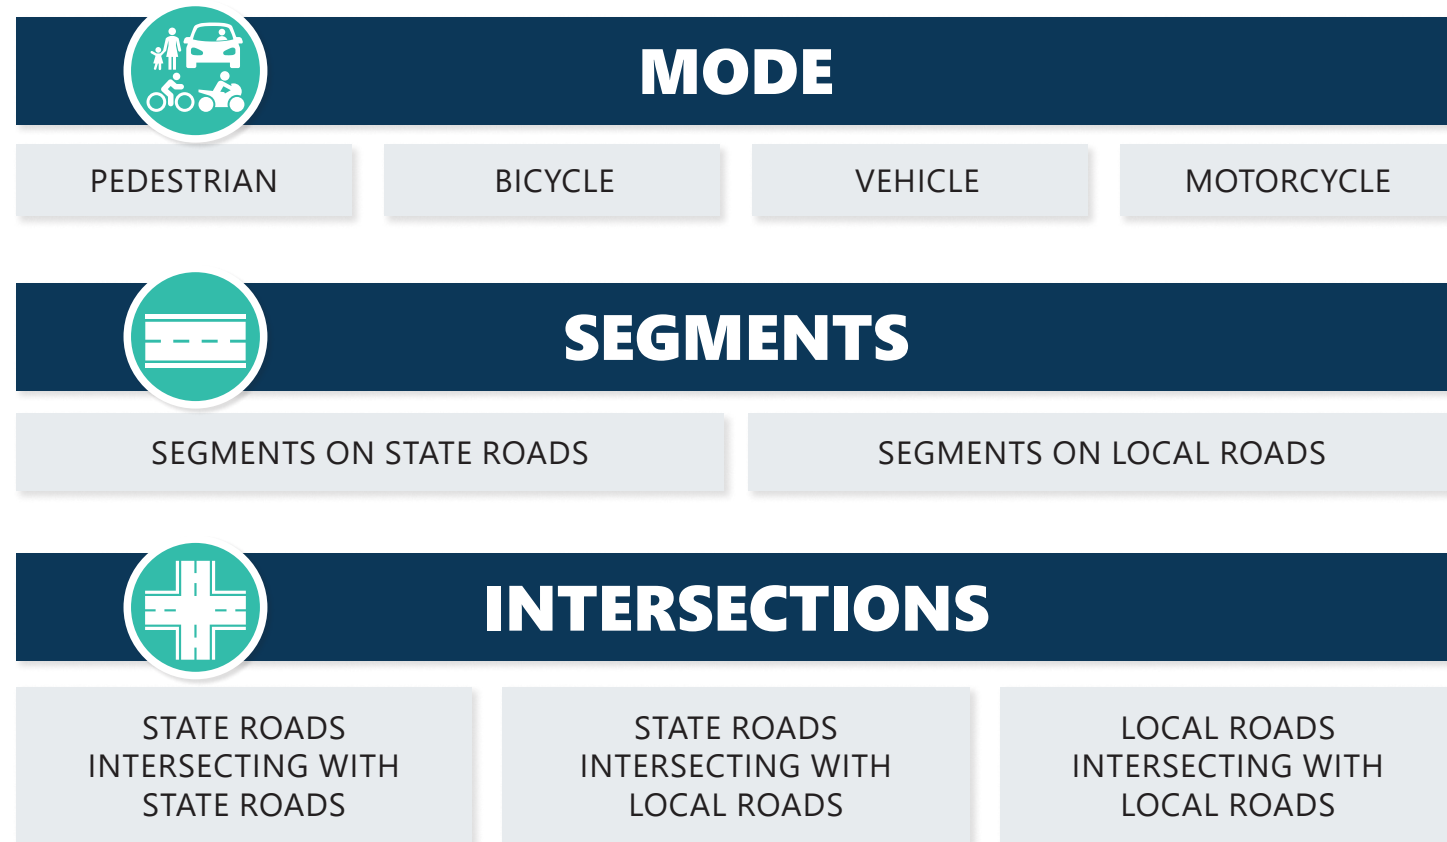 MODE
PEDESTRIAN
BICYCLE
VEHICLE
MOTORCYCLE
SEGMENTS
SEGMENTS ON STATE ROADS
SEGMENTS ON LOCAL ROADS
INTERSECTIONS
STATE ROADS
INTERSECTING WITH
STATE ROADS
STATE ROADS
INTERSECTING WITH
LOCAL ROADS
LOCAL ROADS
INTERSECTING WITH
LOCAL ROADS